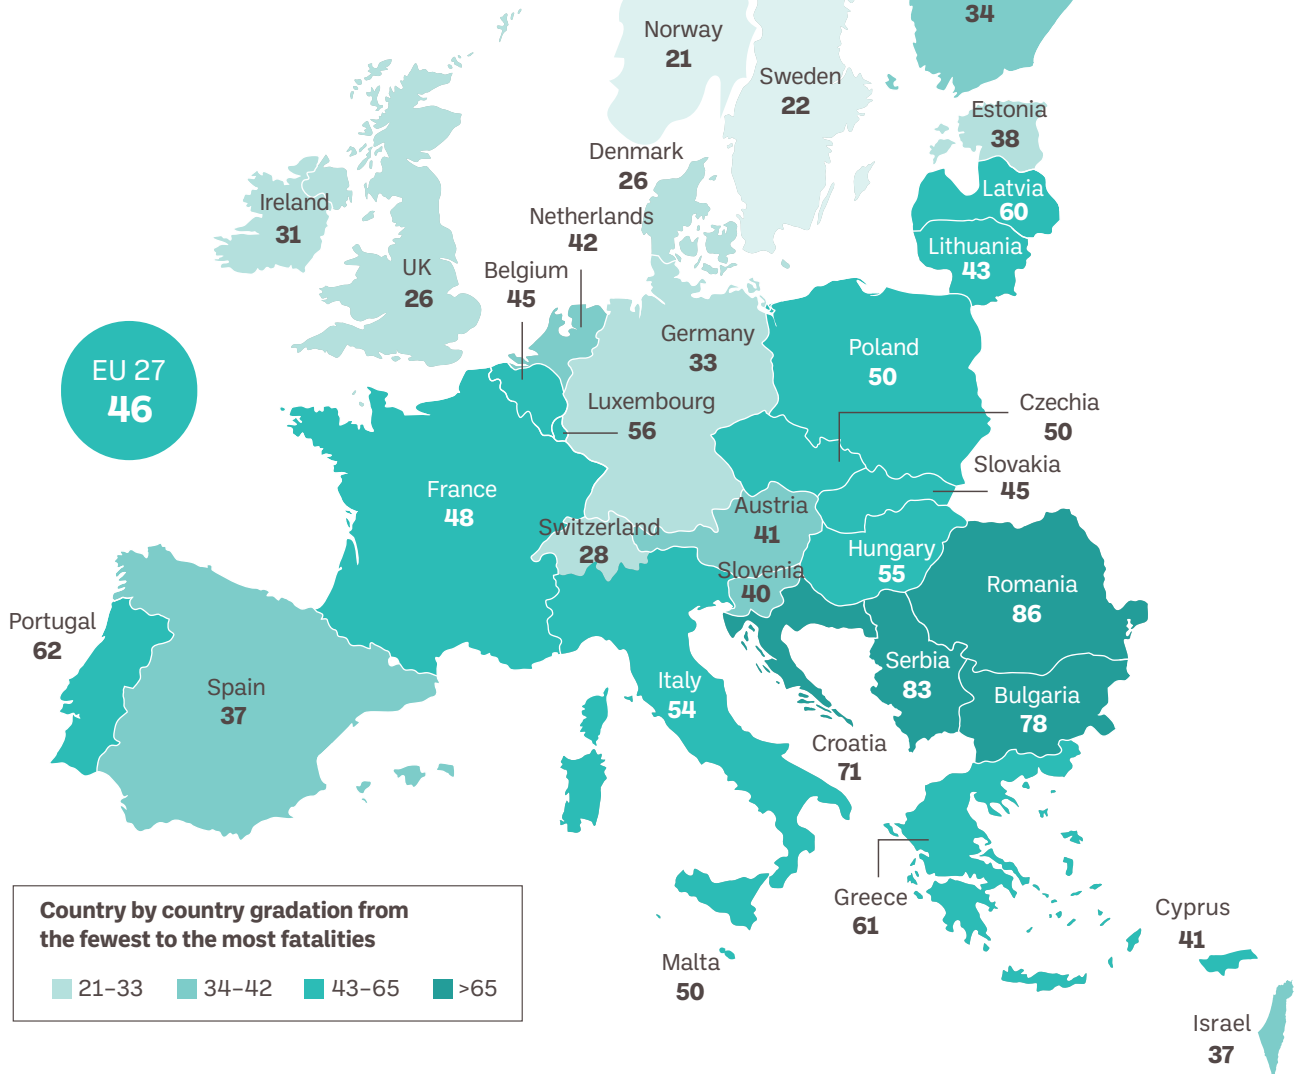 34
Norway
21
Sweden
22
Estonia
38
Denmark
26
Latvia
60
Ireland
31
Netherlands
42
Lithuania
43
UK
26
Belgium
45
Germany
33
Poland
50
EU 27
46
Luxembourg
56
Czechia
50
Slovakia
45
France
48
Austria
41
Switzerland
28
Hungary
55
Slovenia
40
Romania
86
Portugal
62
Serbia
83
Spain
37
Italy
54
Bulgaria
78
Croatia
71
Greece
61
Cyprus
41
Malta
50
Israel
37
Country by country gradation from
the fewest to the most fatalities
21–33 34–42 43–65 >65